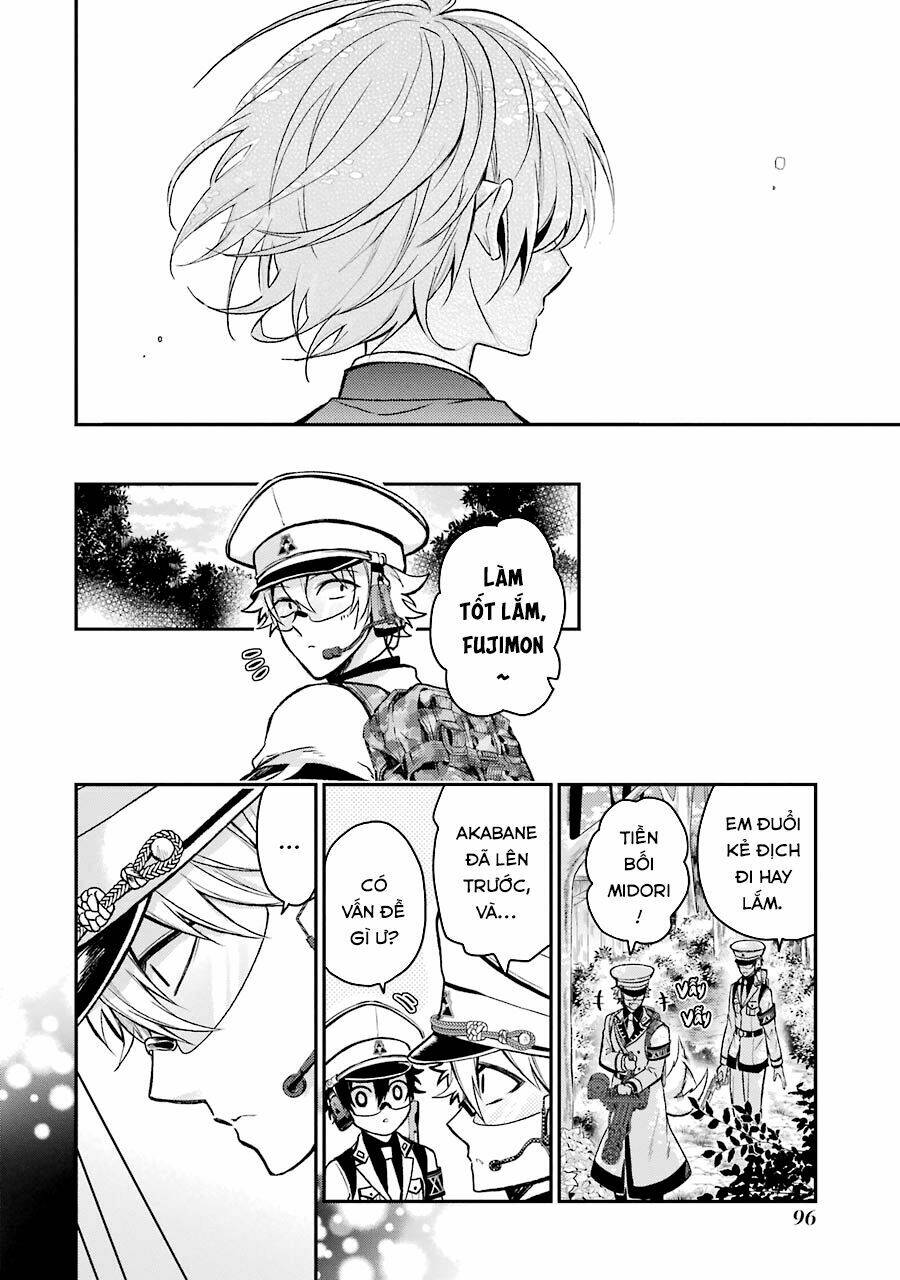 LÀM
TỐT LẮM,
FUJIMON
~
EM ĐUỔI
KẺ ĐỊCH
ĐI HAY
LẮM.
TIỀN
BỐI
MIDORI
!
VẪY
VẪY
AKABANE
ĐÃ LÊN
TRƯỚC,
VÀ...
CÓ
VẤN ĐỀ
GÌ Ư?
...
96